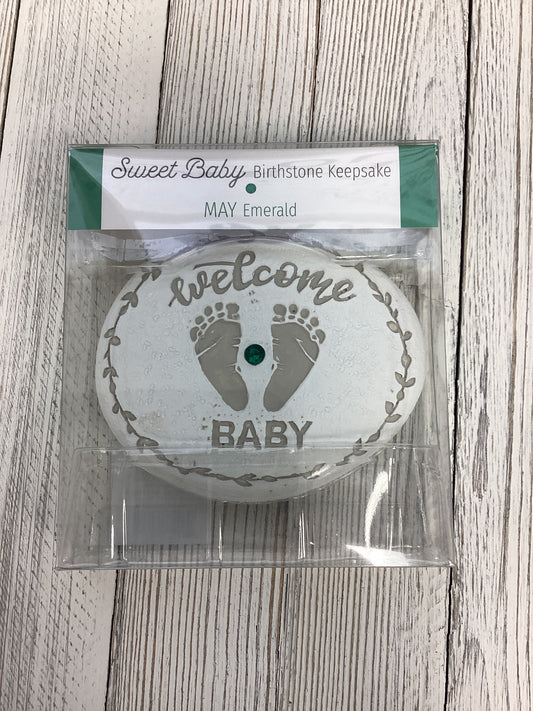 Sweet Baby Birthstone Keepsake
MAY Emerald
welcome
BABY